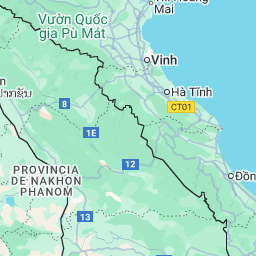 Mai
Vườn Quốc
gia Pù Mát
Vinh
Hà Tĩnh
8
CT01
1E
12
PROVINCIA
DE NAKHON
PHANOM
Đồn
13